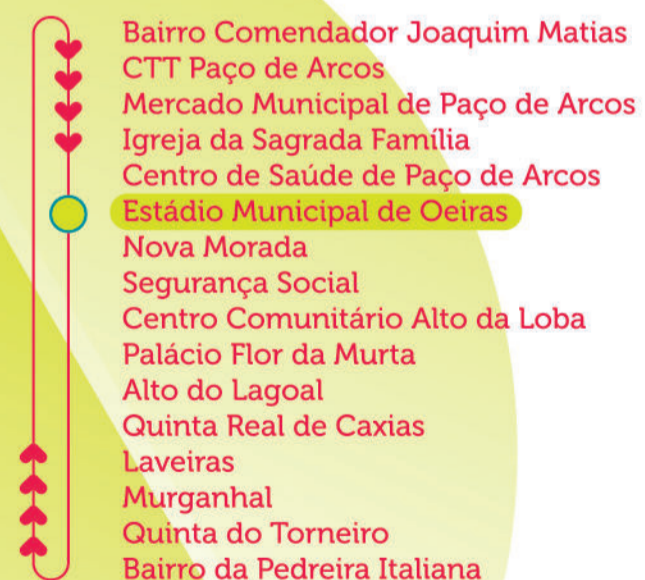 Bairro Comendador Joaquim Matias
CTT Paço de Arcos
Mercado Municipal de Paço de Arcos
Igreja da Sagrada Família
Centro de Saúde de Paço de Arcos
Estádio Municipal de Oeiras
Nova Morada
Segurança Social
Centro Comunitário Alto da Loba
Palácio Flor da Murta
Alto do Lagoal
Quinta Real de Caxias
Laveiras
Murganhal
Quinta do Torneiro
Bairro da Pedreira Italiana